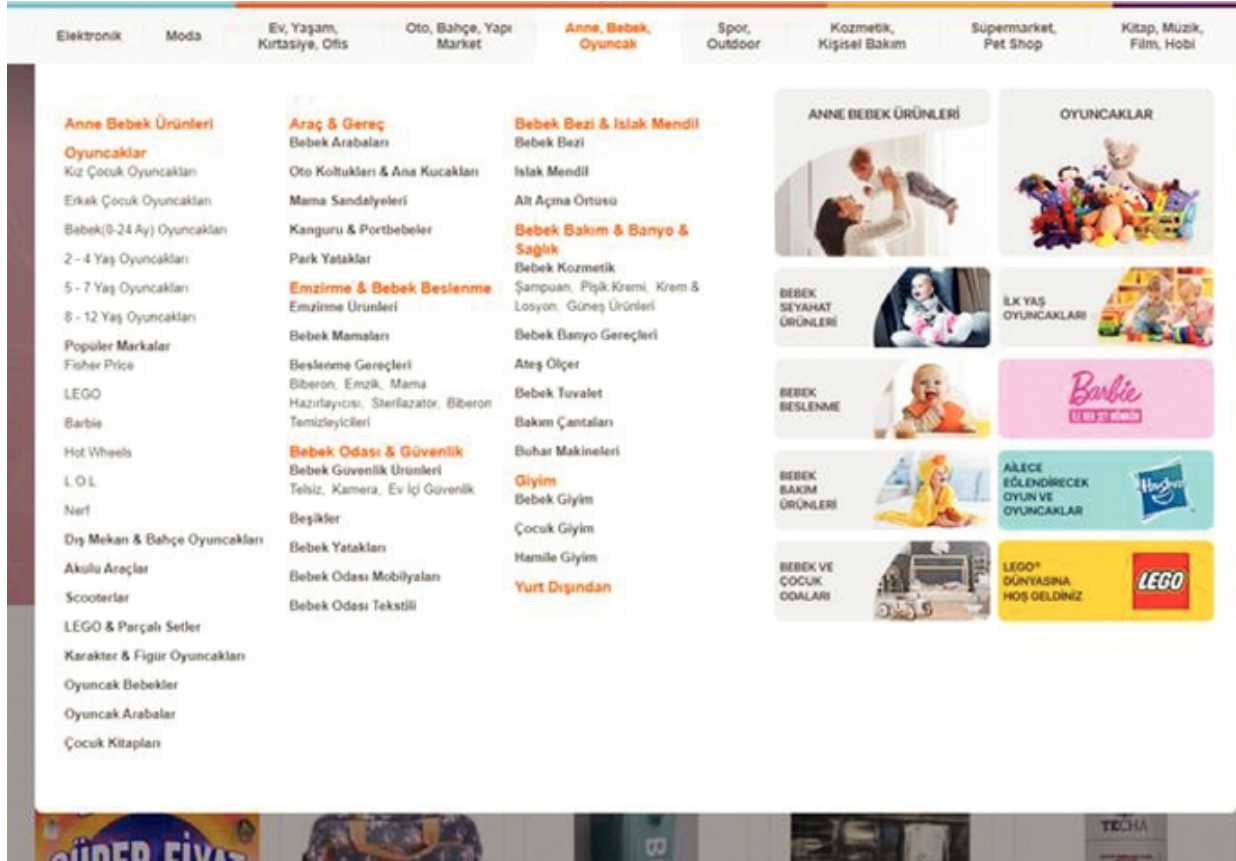 Elektronik
Moda
Ev, Yaşam,
Kırtasiye, Ofis
Oto, Bahçe, Yapı
Market
Anne, Bebek,
Oyuncak
Spor,
Outdoor
Kozmetik,
Kişisel Bakım
Süpermarket,
Pet Shop
Kitap, Müzik,
Film, Hobi
Anne Bebek Ürünleri
Oyuncaklar
Kız Çocuk Oyuncakları
Erkek Çocuk Oyuncakları
Bebek(0-24 Ay) Oyuncakları
2 - 4 Yaş Oyuncakları
5 - 7 Yaş Oyuncakları
8 - 12 Yaş Oyuncakları
Popüler Markalar
Fisher Price
LEGO
Barbie
Hot Wheels
L.O.L
Nerf
Dış Mekan & Bahçe Oyuncakları
Akülü Araçlar
Scooterlar
LEGO & Parçalı Setler
Karakter & Figür Oyuncakları
Oyuncak Bebekler
Oyuncak Arabalar
Çocuk Kitapları
Araç & Gereç
Bebek Arabaları
Oto Koltukları & Ana Kucakları
Mama Sandalyeleri
Kanguru & Portbebeler
Park Yataklar
Emzirme & Bebek Beslenme
Emzirme Ürünleri
Bebek Mamaları
Beslenme Gereçleri
Biberon, Emzik, Mama
Hazırlayıcısı, Sterilazatör, Biberon
Temizleyicileri
Bebek Odası & Güvenlik
Bebek Güvenlik Ürünleri
Telsiz, Kamera, Ev İçi Güvenlik
Beşikler
Bebek Yatakları
Bebek Odası Mobilyaları
Bebek Odası Tekstili
Bebek Bezi & Islak Mendil
Bebek Bezi
Islak Mendil
Alt Açma Örtüsü
Bebek Bakım & Banyo &
Sağlık
Bebek Kozmetik
Şampuan, Pişik Kremi, Krem &
Losyon, Güneş Ürünleri
Bebek Banyo Gereçleri
Ateş Ölçer
Bebek Tuvalet
Bakım Çantaları
Buhar Makineleri
Giyim
Bebek Giyim
Çocuk Giyim
Hamile Giyim
Yurt Dışından
ANNE BEBEK ÜRÜNLERİ
OYUNCAKLAR
BEBEK
SEYAHAT
ÜRÜNLERİ
İLK YAŞ
OYUNCAKLARI
BEBEK
BESLENME
Barbie
İLE HER ŞEY MÜMKÜN
BEBEK
BAKIM
ÜRÜNLERİ
AİLECE
EĞLENDİRECEK
OYUN VE
OYUNCAKLAR
Hasbro
BEBEK VE
ÇOCUK
ODALARI
LEGO®
DÜNYASINA
HOŞ GELDİNİZ
LEGO
SÜPER FİYAT
B
TECHA